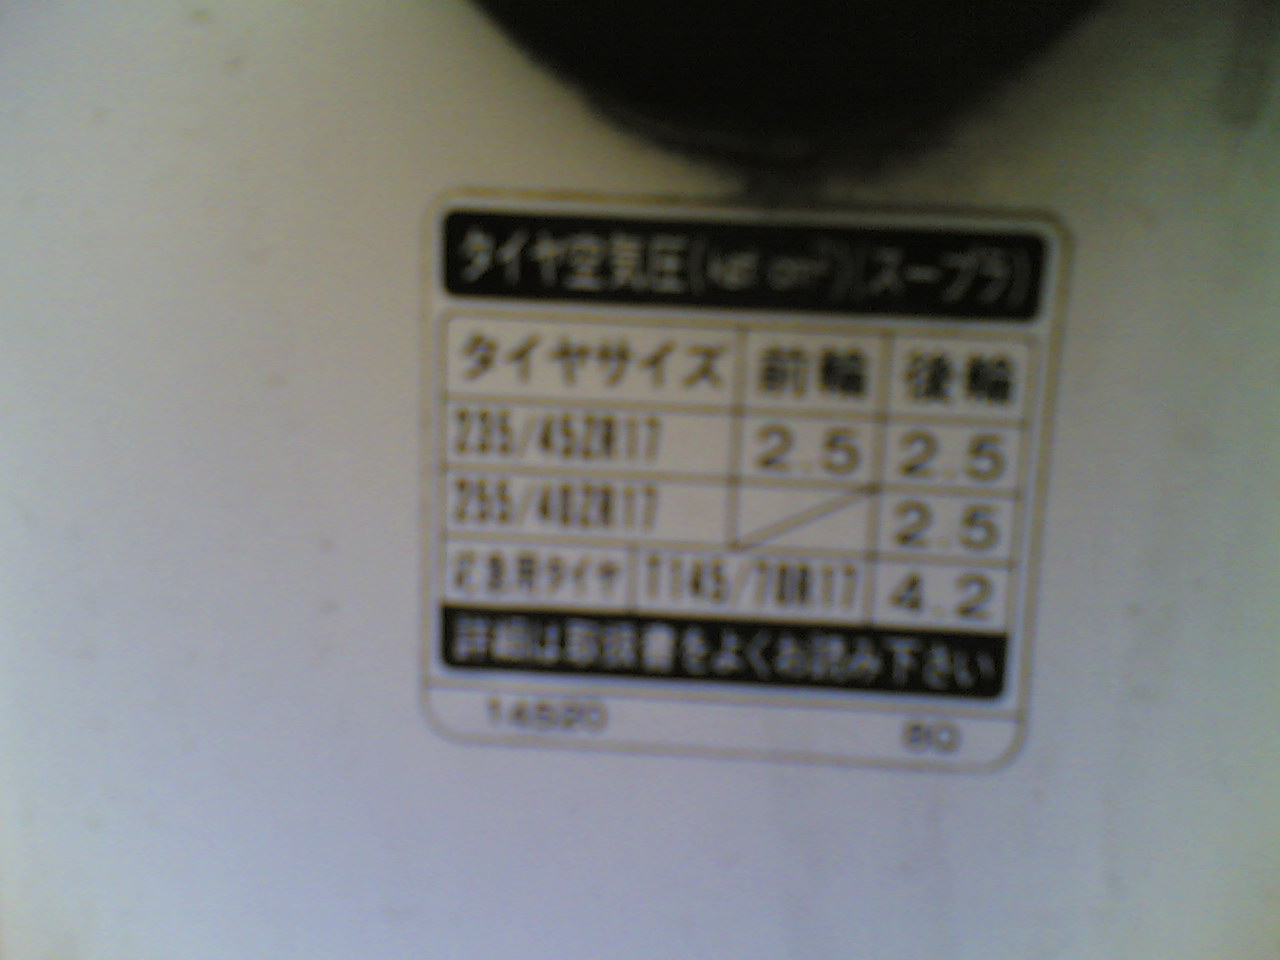 タイヤ空気圧(kgf/cm²)(スープラ)
タイヤサイズ 前輪 後輪
235/45ZR17 2.5 2.5
255/40ZR17 2.5
応急用タイヤ T145/70R17 4.2
詳細は取扱書をよくお読み下さい
14520